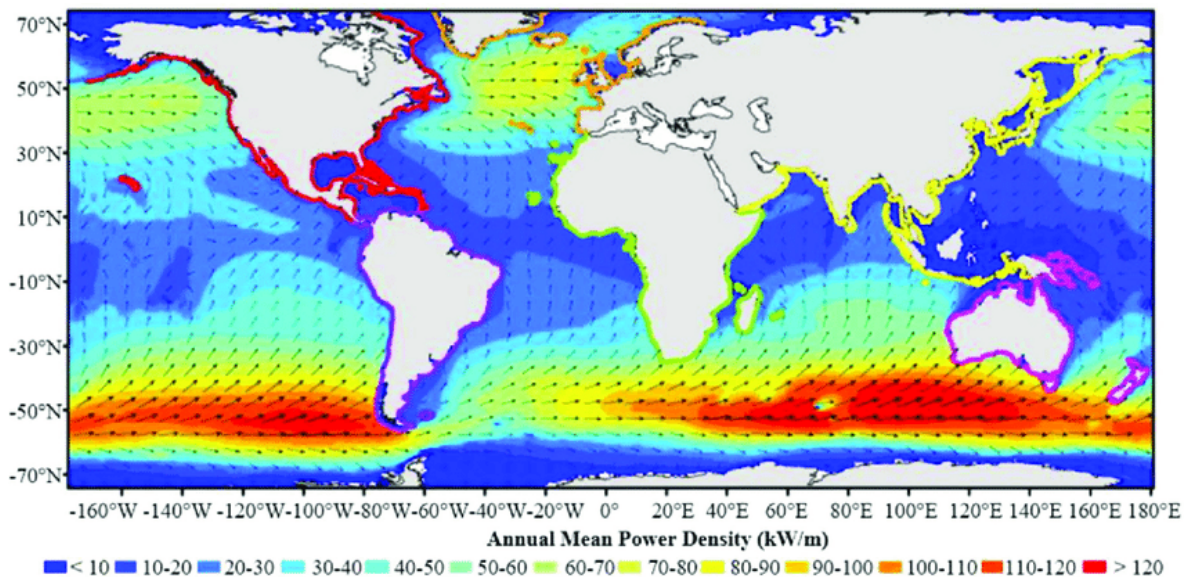 70°N
50°N
30°N
10°N
-10°N
-30°N
-50°N
-70°N
-160°W -140°W -120°W -100°W -80°W -60°W -40°W -20°W 0° 20°E 40°E 60°E 80°E 100°E 120°E 140°E 160°E 180°E
Annual Mean Power Density (kW/m)
< 10 10-20 20-30 30-40 40-50 50-60 60-70 70-80 80-90 90-100 100-110 110-120 > 120